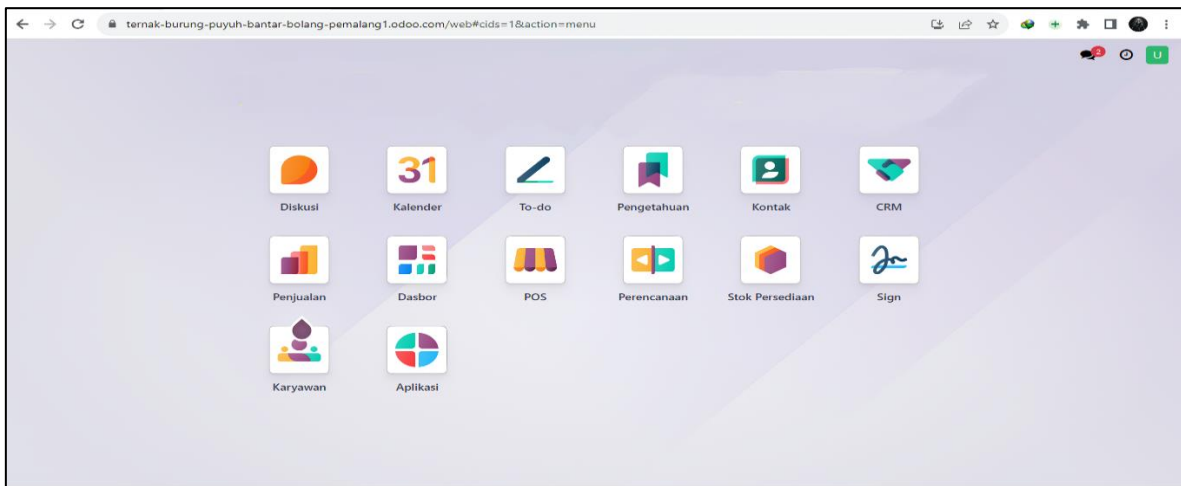 ternak-burung-puyuh-bantar-bolang-pemalang1.odoo.com/web#cids=1&action=menu
2
U
31
Diskusi Kalender To-do Pengetahuan Kontak CRM
Penjualan Dasbor POS Perencanaan Stok Persediaan Sign
Karyawan Aplikasi